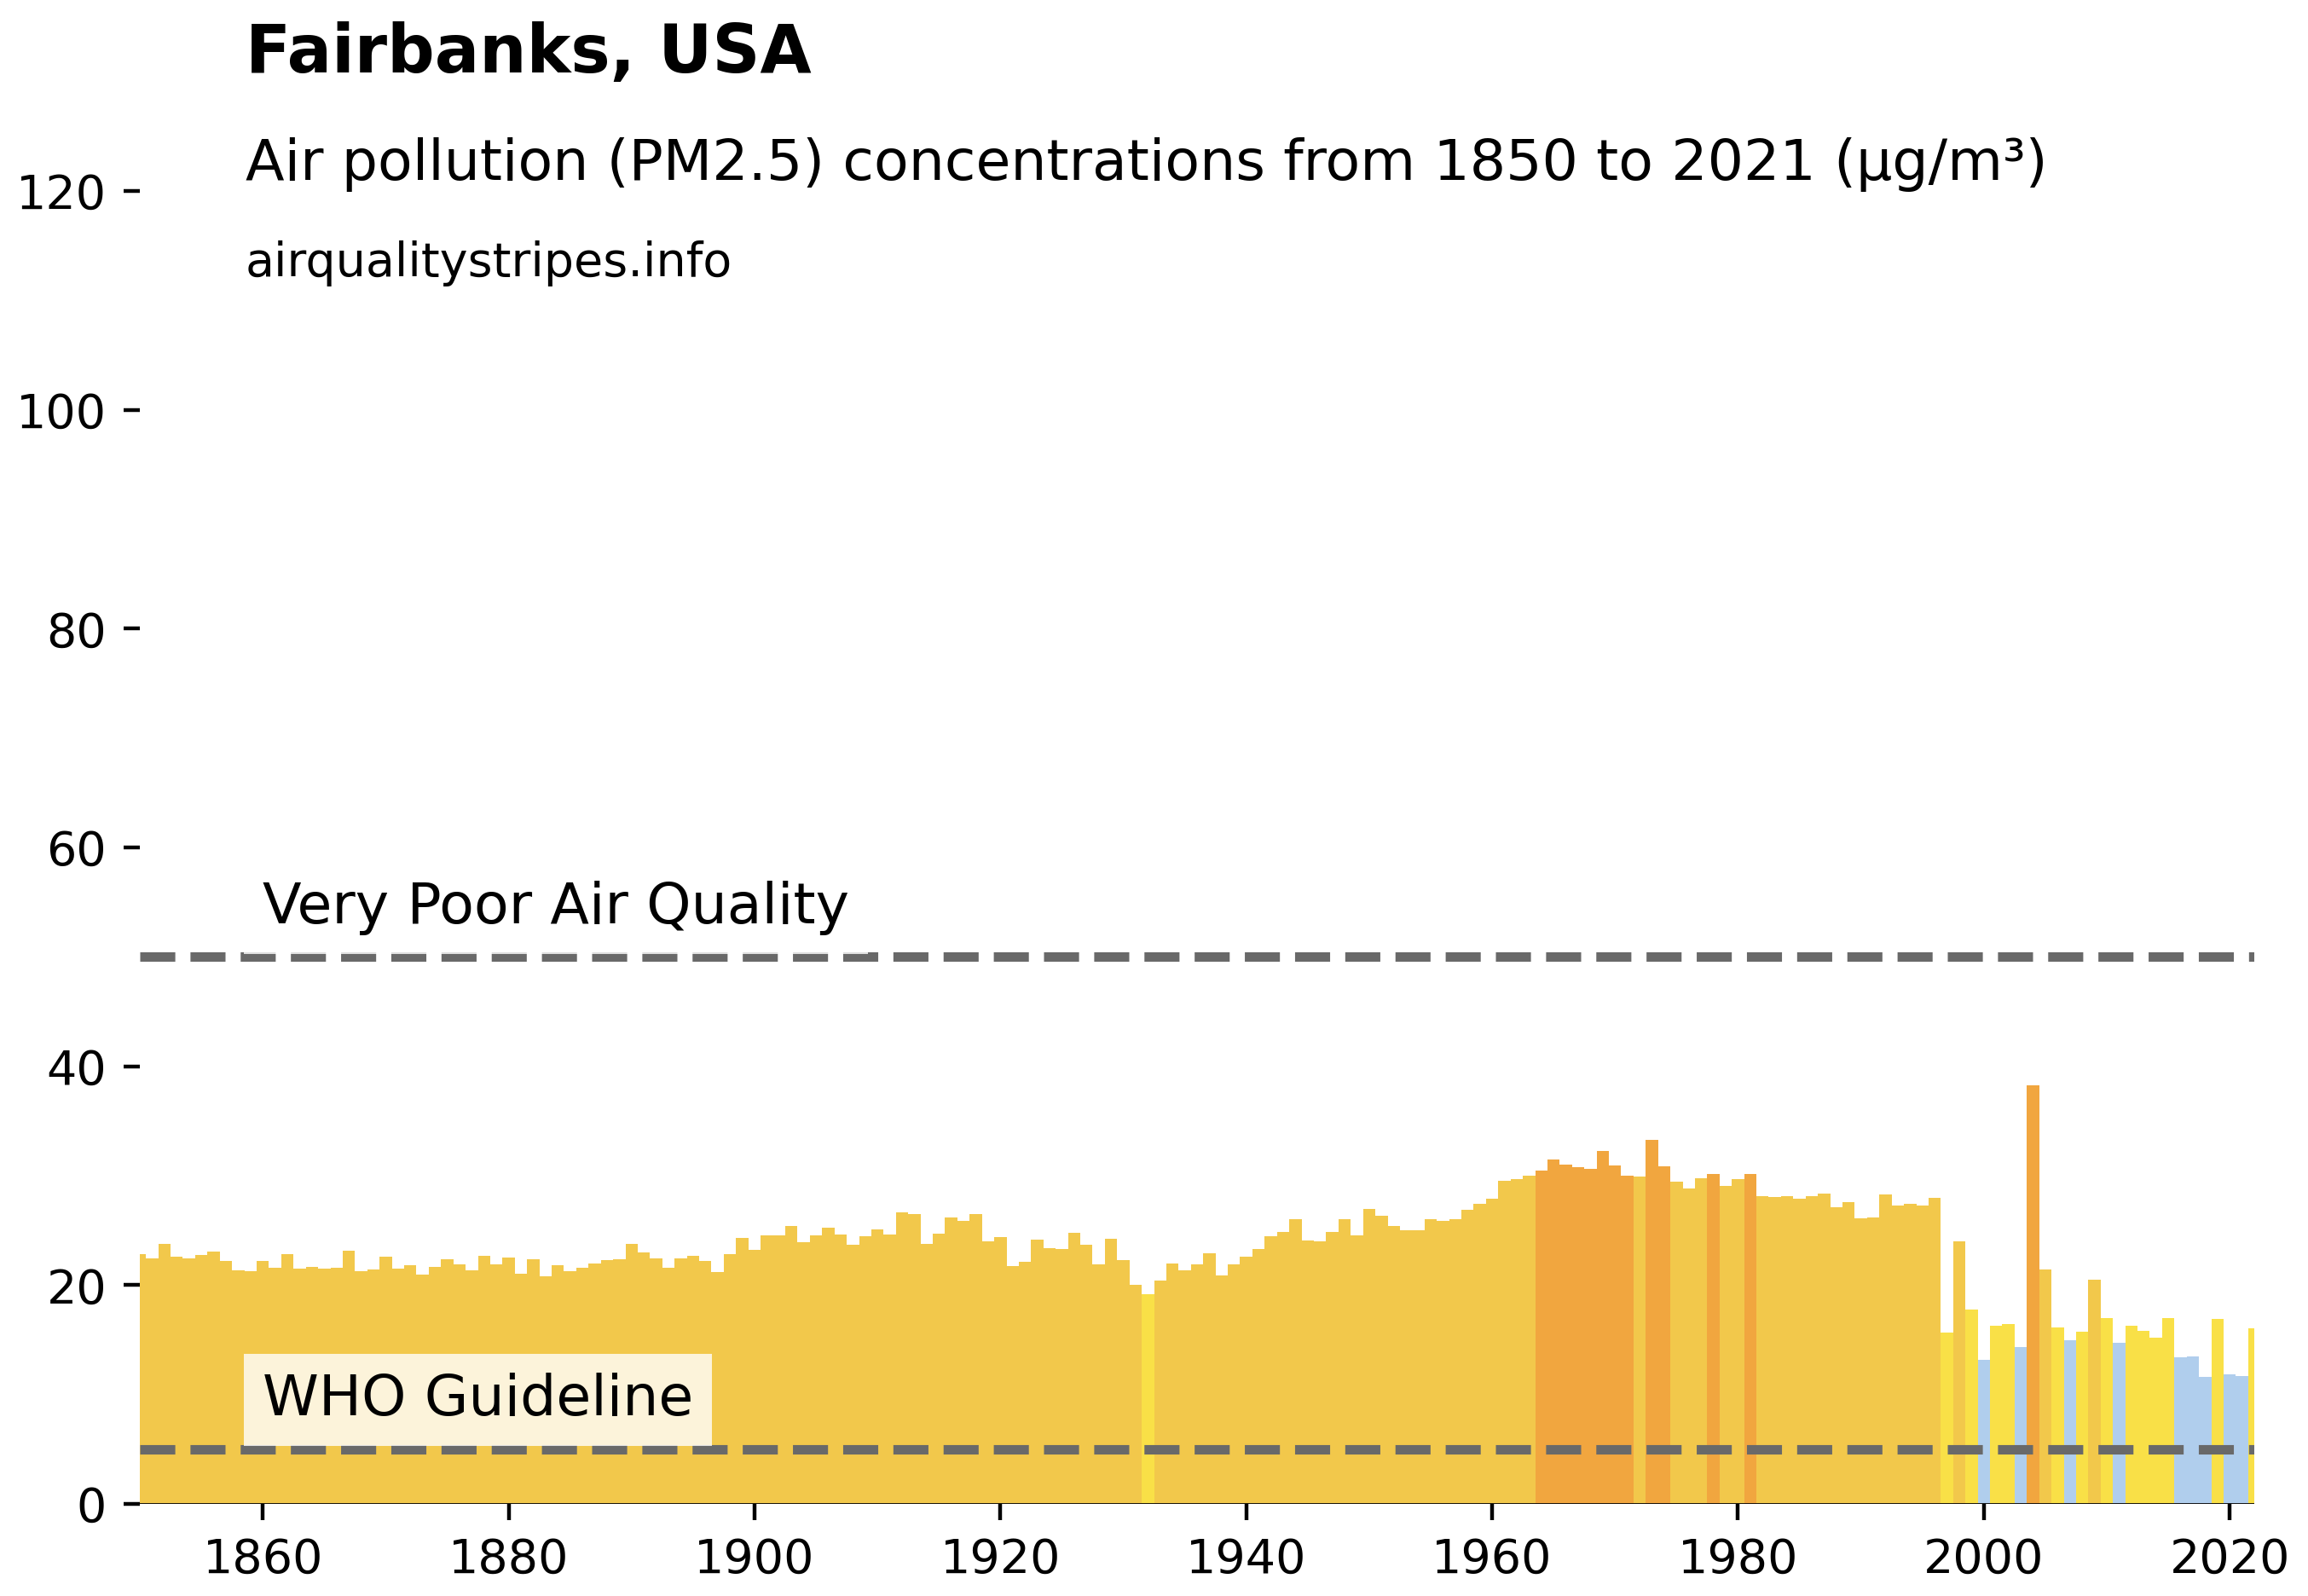 Fairbanks, USA
Air pollution (PM2.5) concentrations from 1850 to 2021 (µg/m³)
120
airqualitystripes.info
100
80
60
Very Poor Air Quality
40
20
WHO Guideline
0
1860 1880 1900 1920 1940 1960 1980 2000 2020